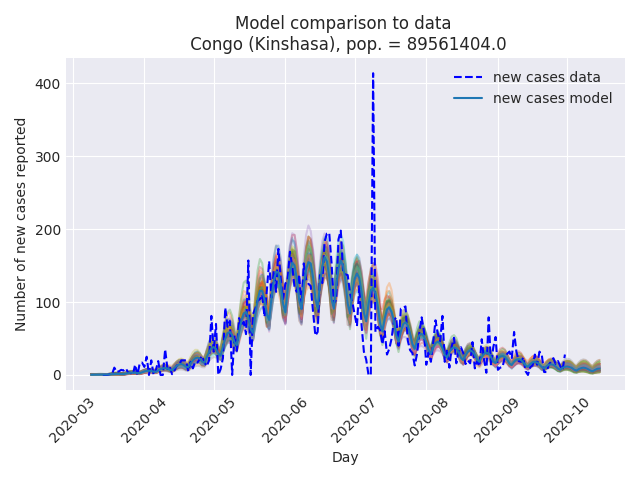 Model comparison to data
Congo (Kinshasa), pop. = 89561404.0
new cases data
new cases model
Number of new cases reported
400
300
200
100
0
2020-03
2020-04
2020-05
2020-06
2020-07
2020-08
2020-09
2020-10
Day